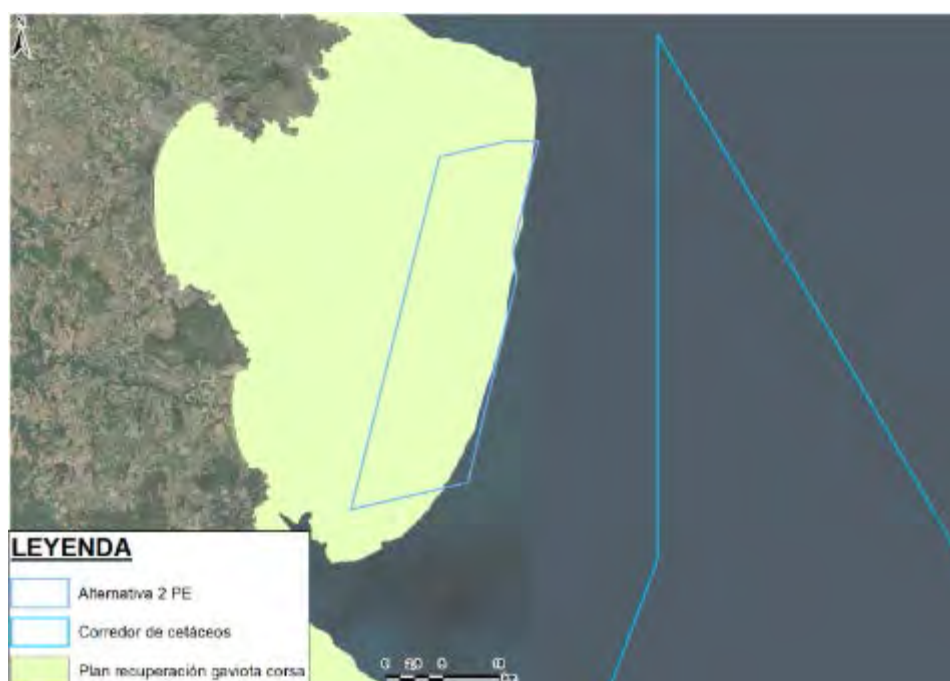 LEYENDA
Alternativa 2 PE
Corredor de cetáceos
Plan recuperación gaviota corsa